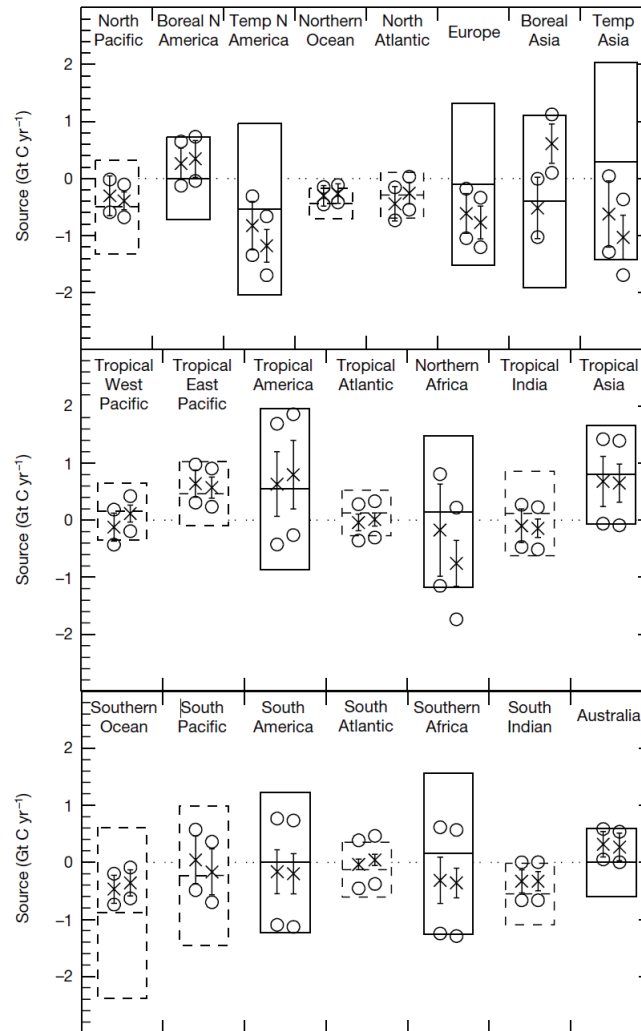 North Pacific
Boreal N America
Temp N America
Northern Ocean
North Atlantic
Europe
Boreal Asia
Temp Asia
Source (Gt C yr⁻¹)
2
1
0
−1
−2
Tropical West Pacific
Tropical East Pacific
Tropical America
Tropical Atlantic
Northern Africa
Tropical India
Tropical Asia
Source (Gt C yr⁻¹)
2
1
0
−1
−2
Southern Ocean
South Pacific
South America
South Atlantic
Southern Africa
South Indian
Australia
Source (Gt C yr⁻¹)
2
1
0
−1
−2